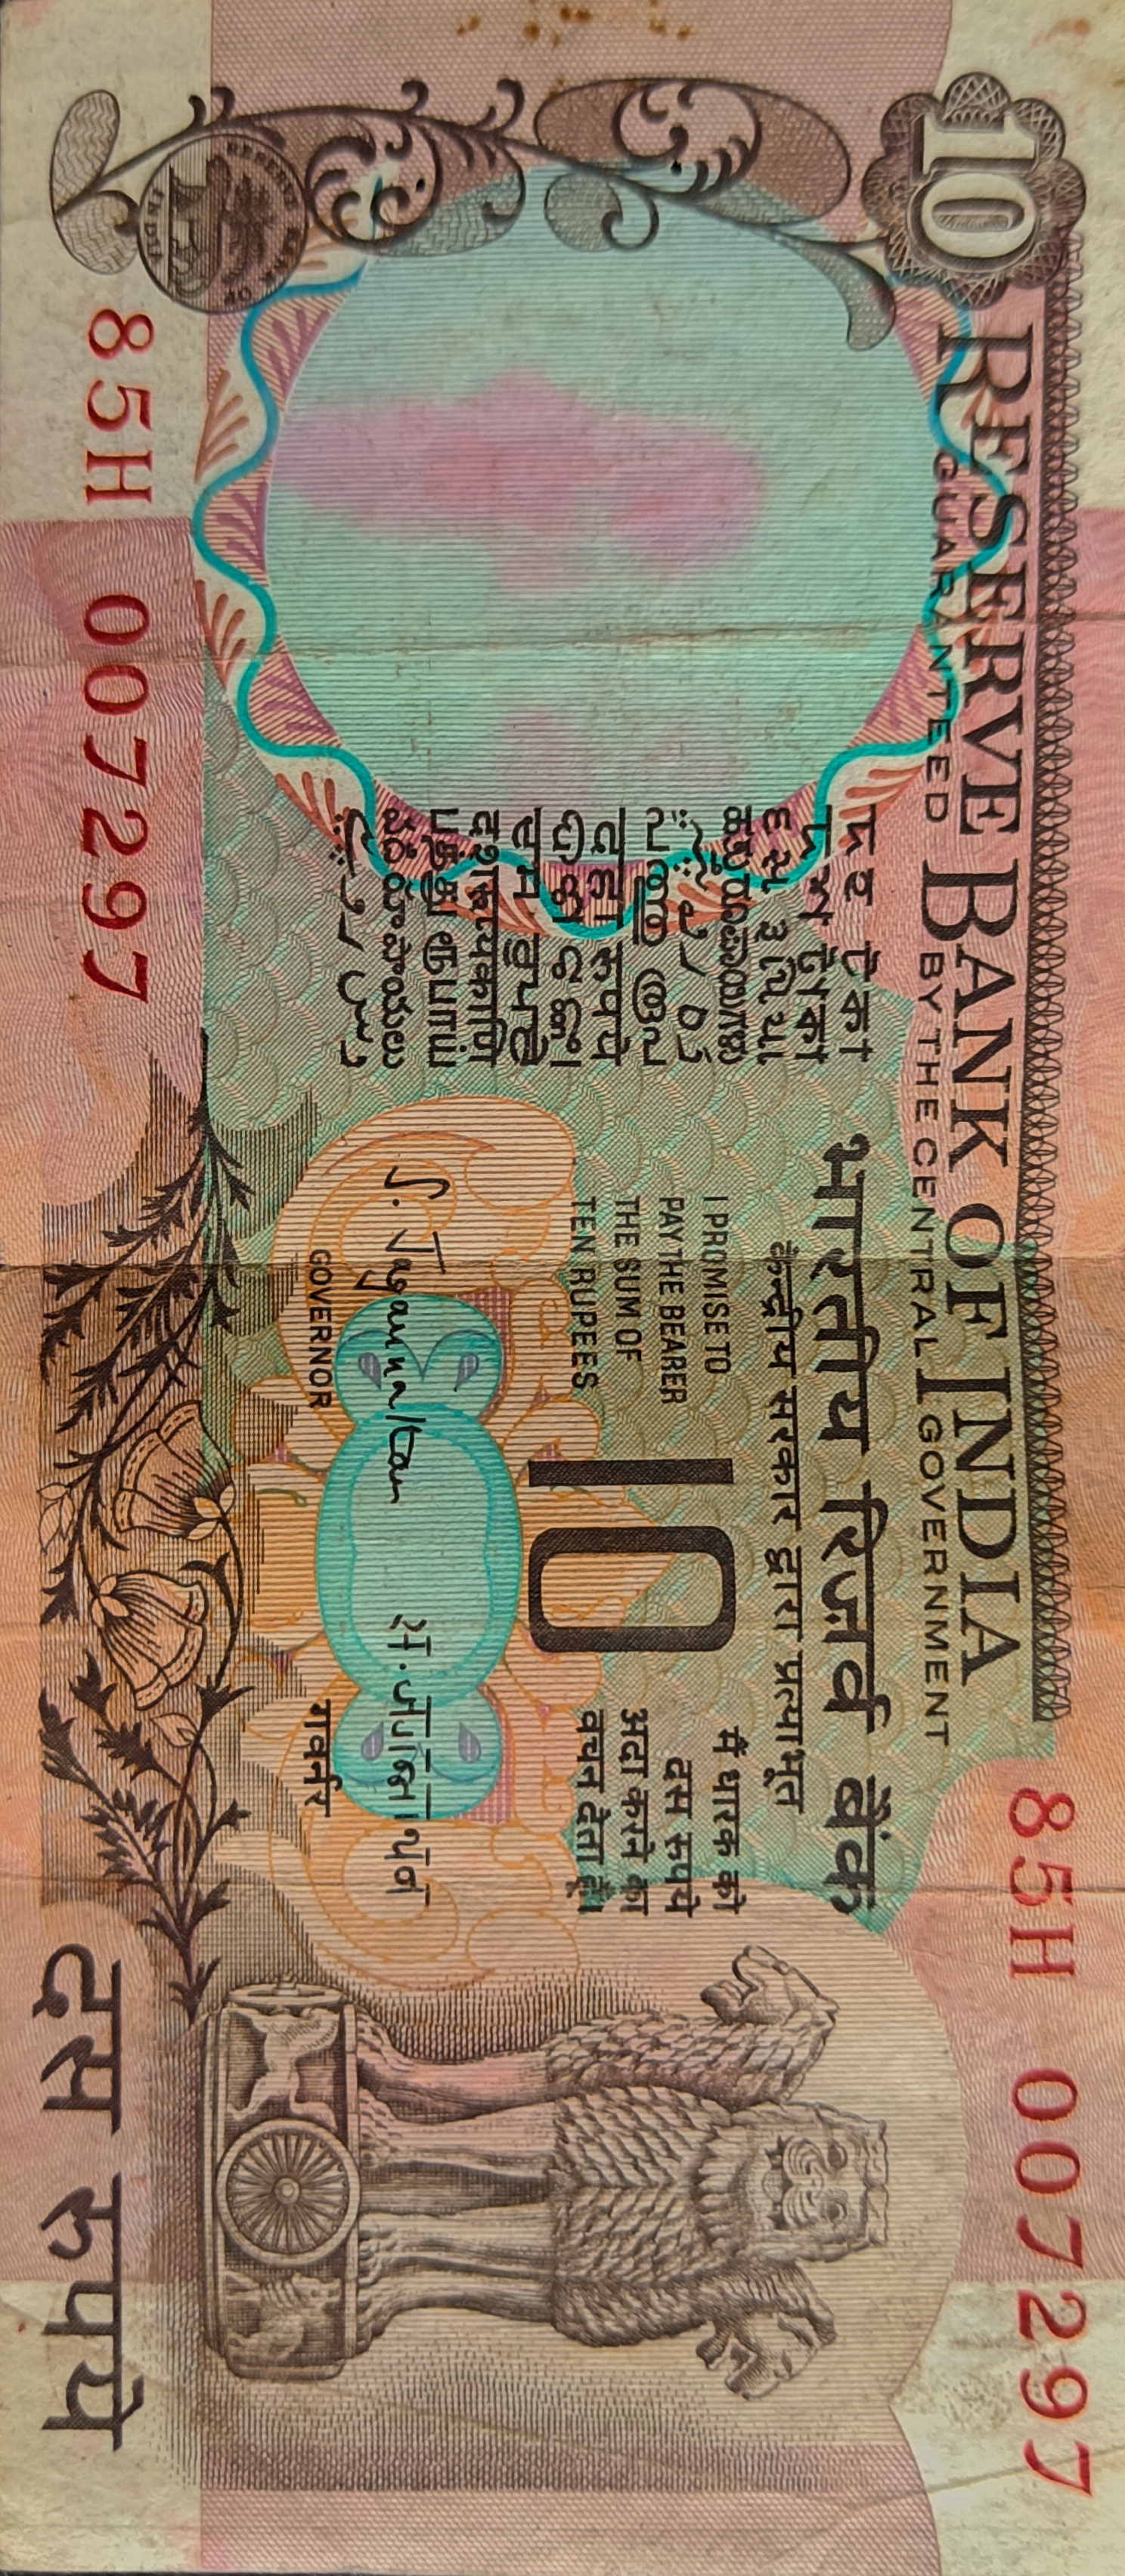 85H 007297
10
RESERVE BANK OF INDIA
GUARANTEED BY THE CENTRAL GOVERNMENT
भारतीय रिज़र्व बैंक
केन्द्रीय सरकार द्वारा प्रत्याभूत
দহ টকা
দশ টাকা
દસ રૂપિયા
ಹತ್ತು ರೂಪಾಯಿಗಳು
പത്തു രൂപ
दहा रुपये
ଦଶ ଟଙ୍କା
ਦਸ ਰੁਪਏ
दशरूप्यकाणि
பத்து ரூபாய்
పది రూపాయలు
دس روپے
I PROMISE TO
PAY THE BEARER
THE SUM OF
TEN RUPEES
10
मैं धारक को
दस रुपये
अदा करने का
वचन देता हूँ।
S. Jagannathan
स. जगन्नाथन
GOVERNOR
गवर्नर
RESERVE BANK OF
INDIA
85H 007297
दस रुपये